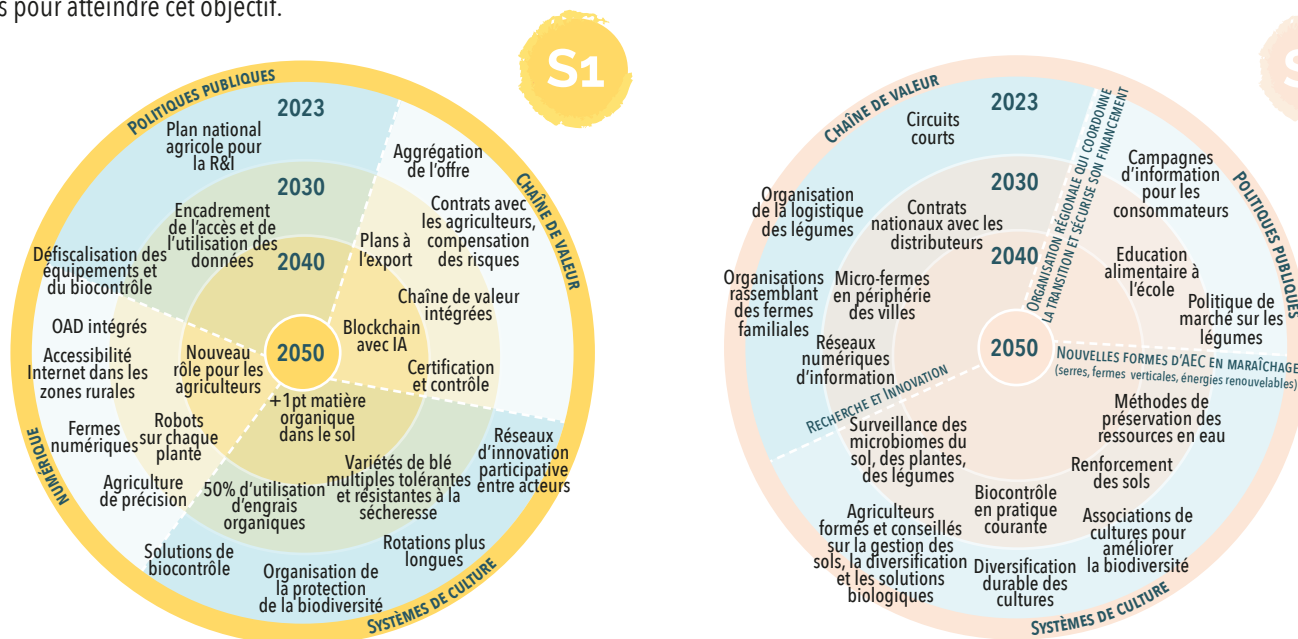 s pour atteindre cet objectif.
S1
POLITIQUES PUBLIQUES
2023
Plan national
agricole pour
la R&I
2030
Encadrement
de l'accès et de
l'utilisation des
données
2040
Défiscalisation des
équipements et
du biocontrôle
CHAÎNE DE VALEUR
Aggrégation
de l'offre
Contrats avec
les agriculteurs,
compensation
des risques
Plans à
l'export
Chaîne de valeur
intégrées
Blockchain
avec IA
Certification
et contrôle
2050
NUMÉRIQUE
OAD intégrés
Accessibilité
Internet dans les
zones rurales
Nouveau
rôle pour les
agriculteurs
Fermes
numériques
Robots
sur chaque
plante
Agriculture
de précision
+1pt matière
organique
dans le sol
Réseaux
d'innovation
participative
entre acteurs
Variétés de blé
multiples tolérantes
et résistantes à la
sécheresse
50% d'utilisation
d'engrais
organiques
Rotations plus
longues
Solutions de
biocontrôle
Organisation de
la protection
de la biodiversité
SYSTÈMES DE CULTURE
S
CHAÎNE DE VALEUR
2023
Circuits
courts
2030
Organisation
de la logistique
des légumes
Contrats
nationaux avec les
distributeurs
2040
Organisations
rassemblant
des fermes
familiales
Micro-fermes
en périphérie
des villes
Réseaux
numériques
d'information
ORGANISATION RÉGIONALE QUI COORDONNE
LA TRANSITION ET SÉCURISE SON FINANCEMENT
POLITIQUES PUBLIQUES
Campagnes
d'information
pour les
consommateurs
Education
alimentaire à
l'école
Politique de
marché sur les
légumes
2050
NOUVELLES FORMES D'AEC EN MARAÎCHAGE
(serres, fermes verticales, énergies renouvelables)
RECHERCHE ET INNOVATION
Méthodes de
préservation des
ressources en eau
Surveillance des
microbiomes du
sol, des plantes,
des légumes
Renforcement
des sols
Biocontrôle
en pratique
courante
Agriculteurs
formés et conseillés
sur la gestion des
sols, la diversification
et les solutions
biologiques
Associations de
cultures pour
améliorer
la biodiversité
Diversification
durable des
cultures
SYSTÈMES DE CULTURE